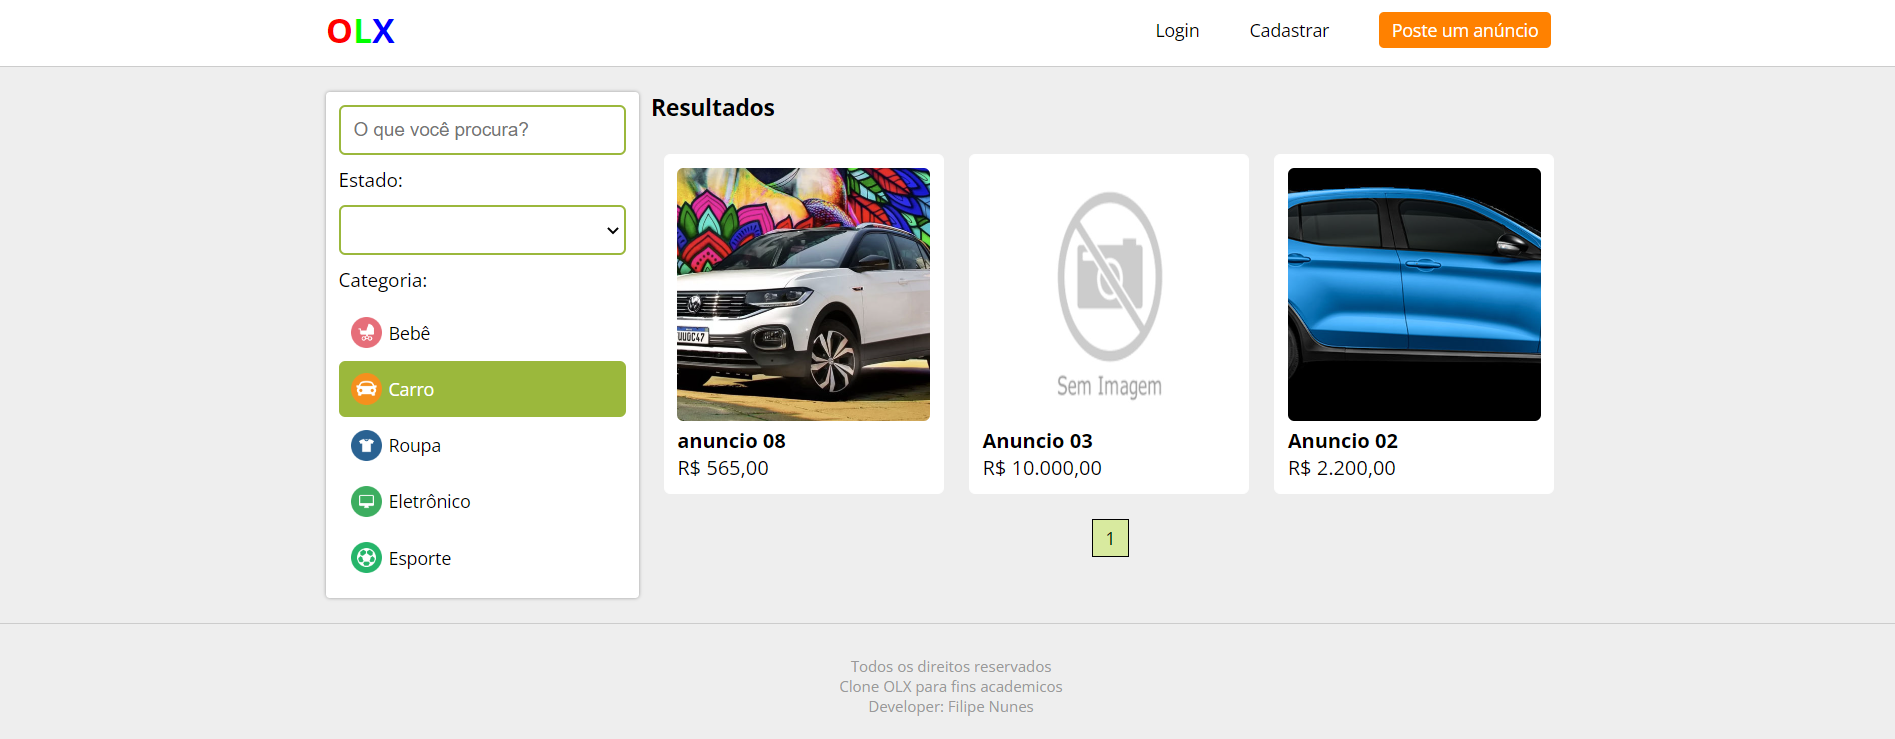 OLX
Login
Cadastrar
Poste um anúncio
O que você procura?
Estado:
Categoria:
Bebê
Carro
Roupa
Eletrônico
Esporte
Resultados
anuncio 08
R$ 565,00
Sem Imagem
Anuncio 03
R$ 10.000,00
Anuncio 02
R$ 2.200,00
1
Todos os direitos reservados
Clone OLX para fins academicos
Developer: Filipe Nunes